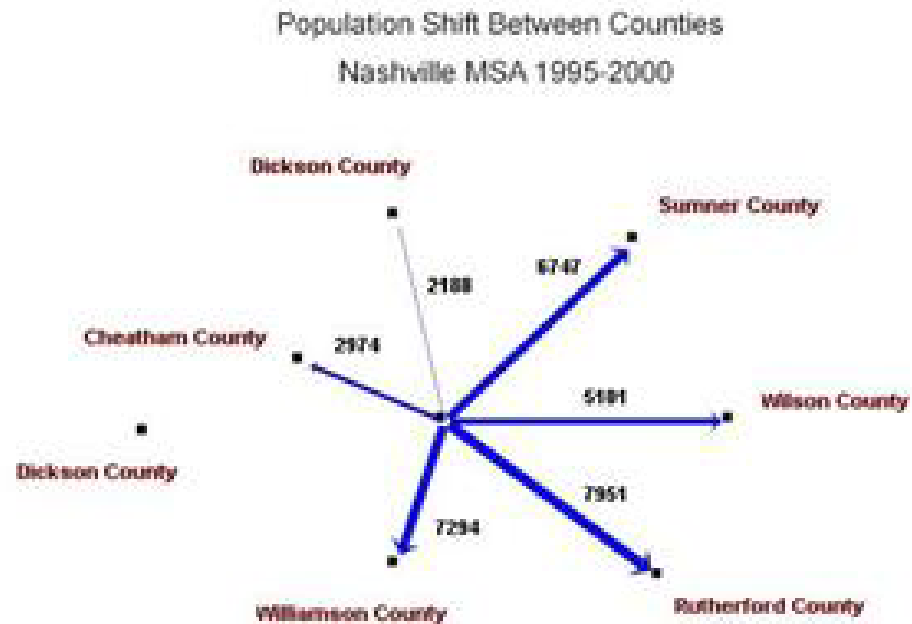 Population Shift Between Counties
Nashville MSA 1995-2000
Dickson County
Sumner County
6747
2188
Cheatham County
2974
5181
Wilson County
Dickson County
7951
7294
Williamson County
Rutherford County